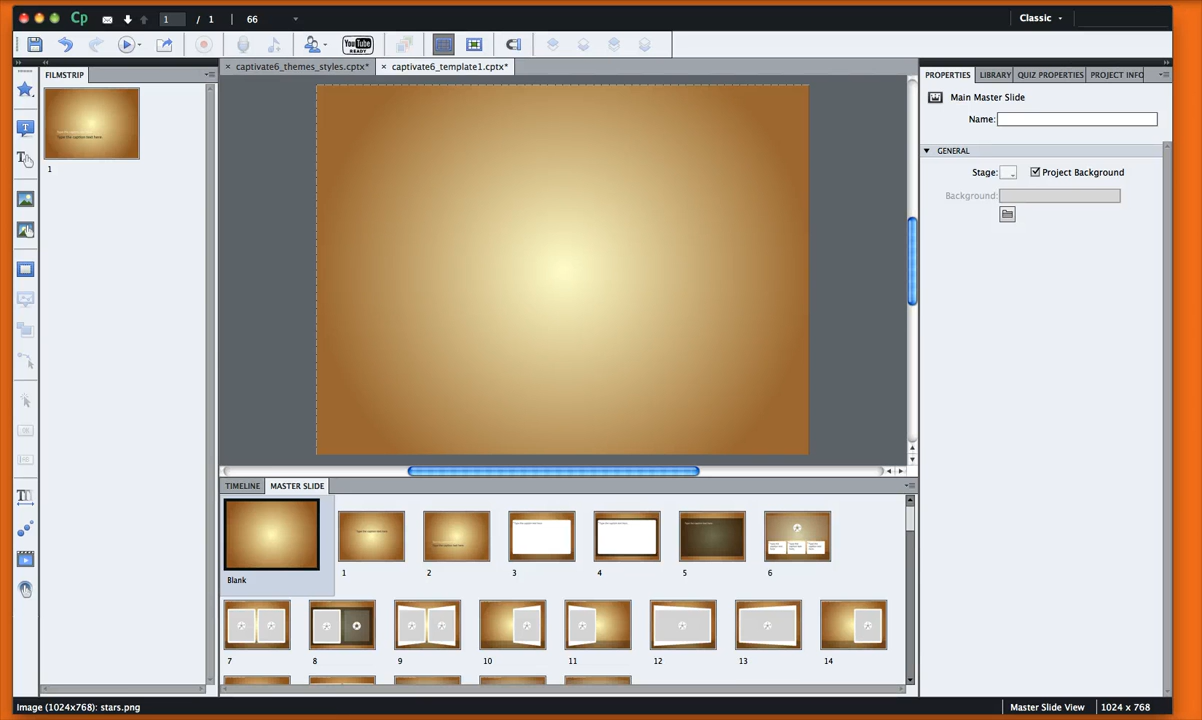 Cp 1 / 1 66 Classic
YouTube
READY
FILMSTRIP
captivate6_themes_styles.cptx*
captivate6_template1.cptx*
PROPERTIES LIBRARY QUIZ PROPERTIES PROJECT INFO
Main Master Slide
Name:
GENERAL
Stage: Project Background
Background:
1
TIMELINE MASTER SLIDE
Blank 1 2 3 4 5 6
7 8 9 10 11 12 13 14
Image (1024x768): stars.png
Master Slide View 1024 x 768